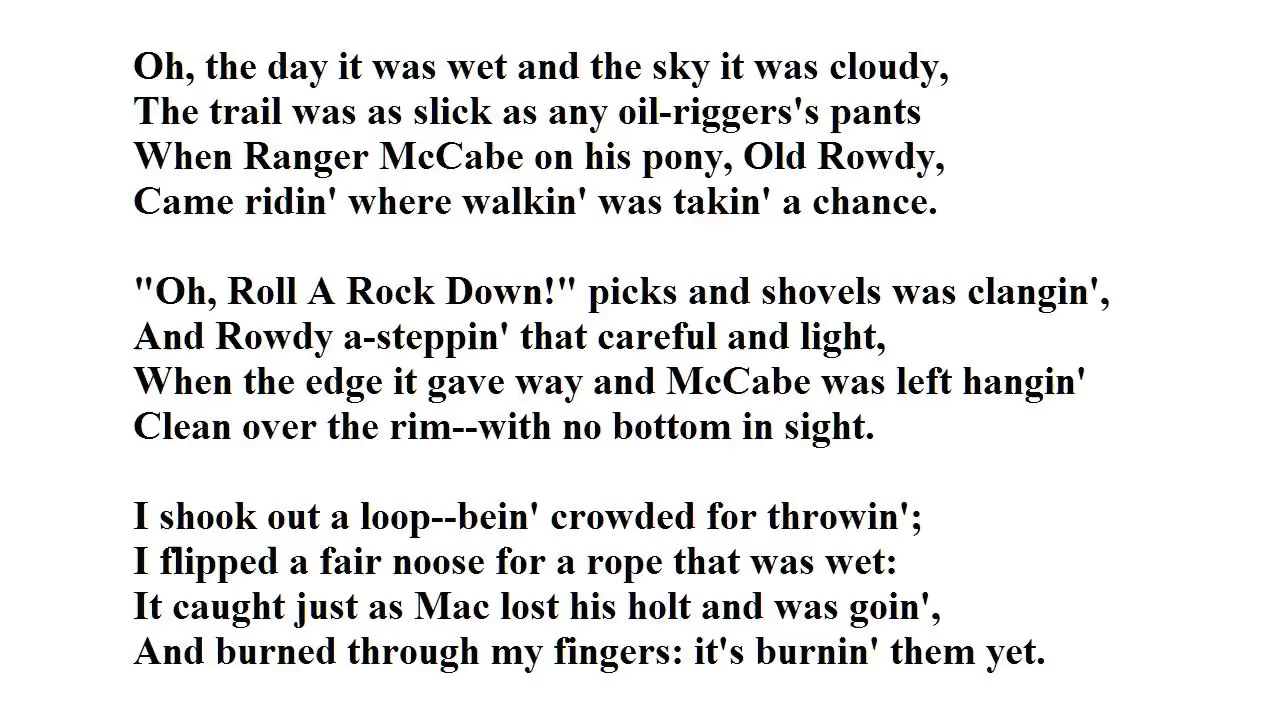 Oh, the day it was wet and the sky it was cloudy,
The trail was as slick as any oil-riggers's pants
When Ranger McCabe on his pony, Old Rowdy,
Came ridin' where walkin' was takin' a chance.
"Oh, Roll A Rock Down!" picks and shovels was clangin',
And Rowdy a-steppin' that careful and light,
When the edge it gave way and McCabe was left hangin'
Clean over the rim--with no bottom in sight.
I shook out a loop--bein' crowded for throwin';
I flipped a fair noose for a rope that was wet:
It caught just as Mac lost his holt and was goin',
And burned through my fingers: it's burnin' them yet.